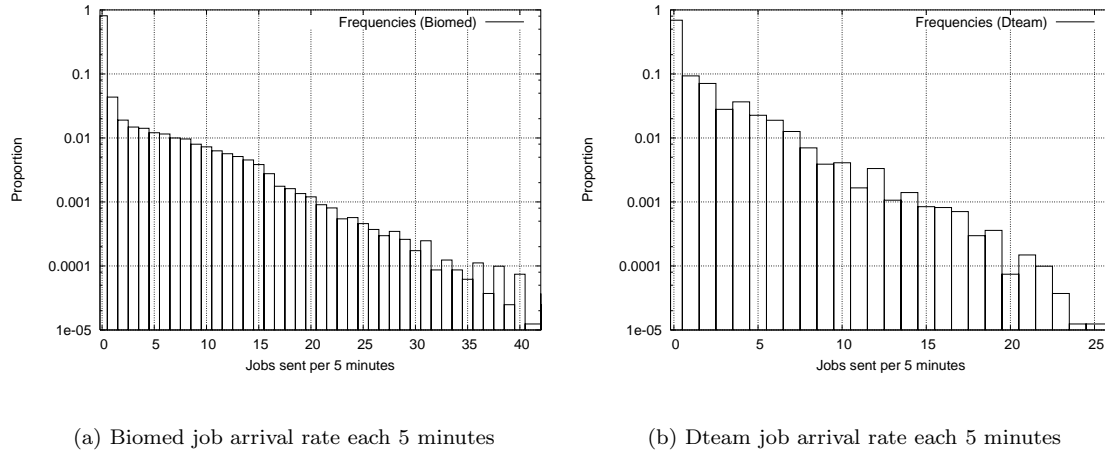 1
0.1
0.01
0.001
0.0001
1e-05
Proportion
Frequencies (Biomed)
0 5 10 15 20 25 30 35 40
Jobs sent per 5 minutes
(a) Biomed job arrival rate each 5 minutes
1
0.1
0.01
0.001
0.0001
1e-05
Proportion
Frequencies (Dteam)
0 5 10 15 20 25
Jobs sent per 5 minutes
(b) Dteam job arrival rate each 5 minutes